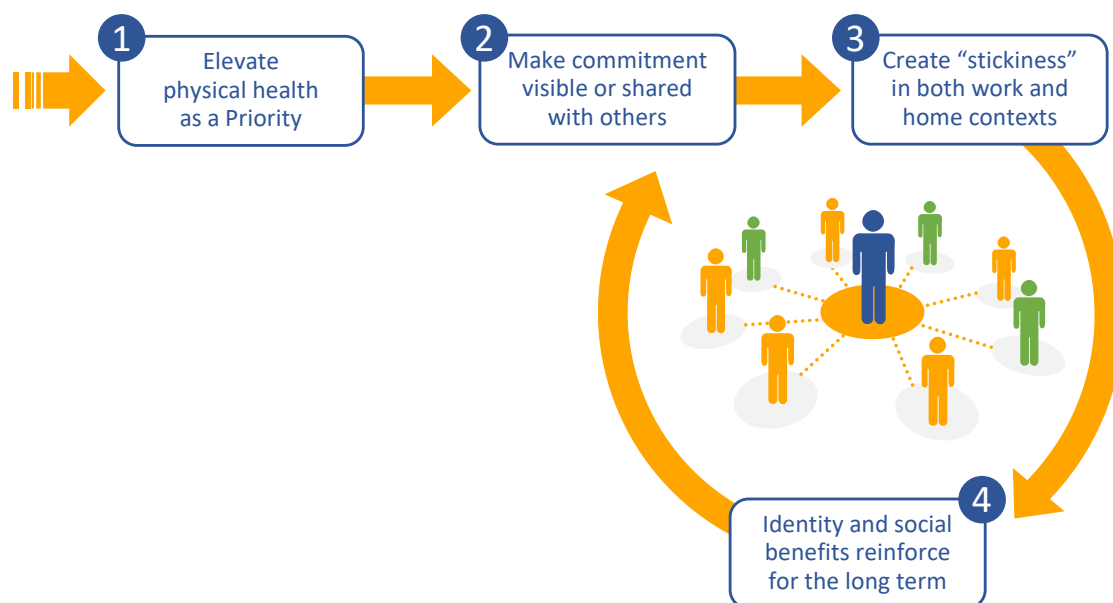 1
Elevate
physical health
as a Priority
2
Make commitment
visible or shared
with others
3
Create “stickiness”
in both work and
home contexts
4
Identity and social
benefits reinforce
for the long term